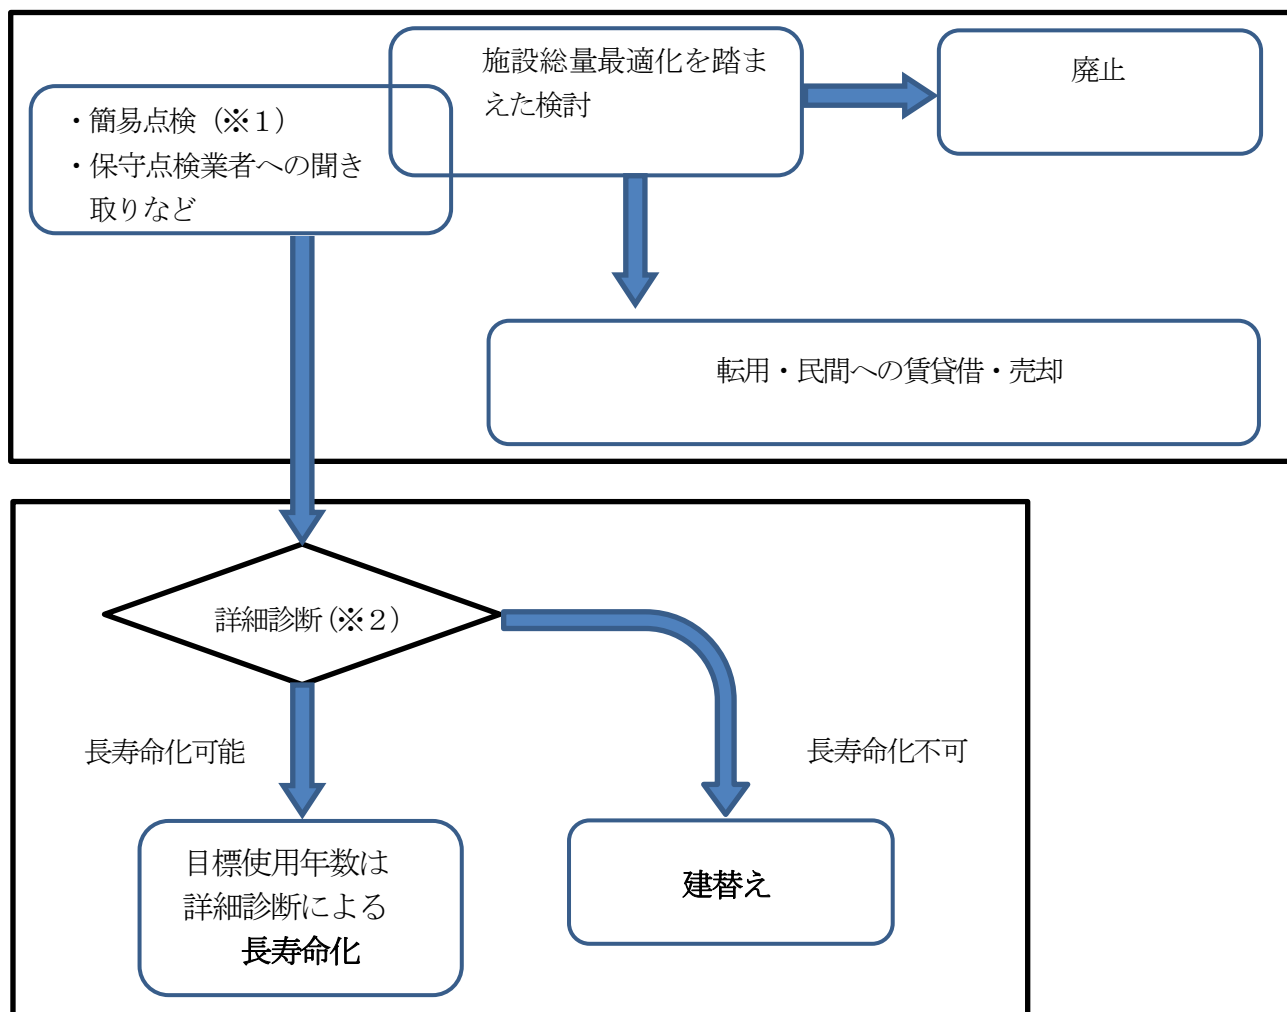 施設総量最適化を踏ま
えた検討
廃止
・簡易点検（※１）
・保守点検業者への聞き
取りなど
転用・民間への賃貸借・売却
詳細診断（※２）
長寿命化可能
長寿命化不可
目標使用年数は
詳細診断による
長寿命化
建替え